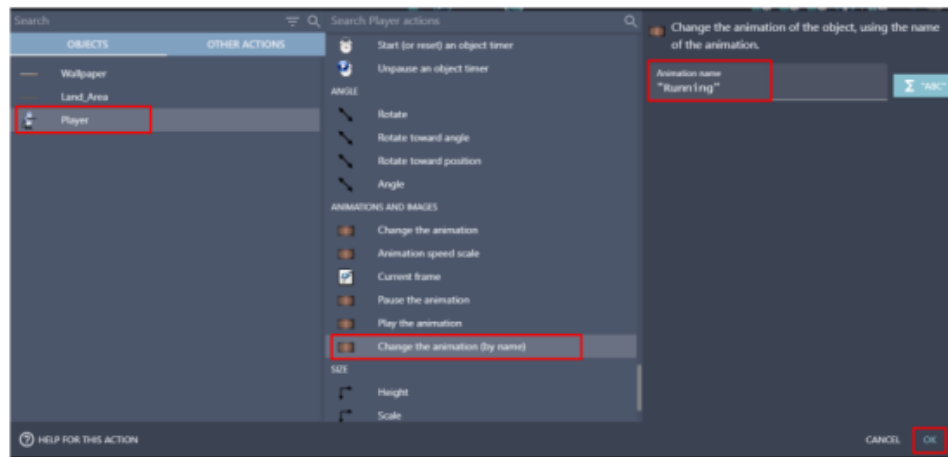 Search
OBJECTS
OTHER ACTIONS
Wallpaper
Land_Area
Player
HELP FOR THIS ACTION
Search Player actions
Start (or reset) an object timer
Unpause an object timer
ANGLE
Rotate
Rotate toward angle
Rotate toward position
Angle
ANIMATIONS AND IMAGES
Change the animation
Animation speed scale
Current frame
Pause the animation
Play the animation
Change the animation (by name)
SIZE
Height
Scale
Change the animation of the object, using the name
of the animation.
Animation name
"Running"
Σ "ABC"
CANCEL
OK